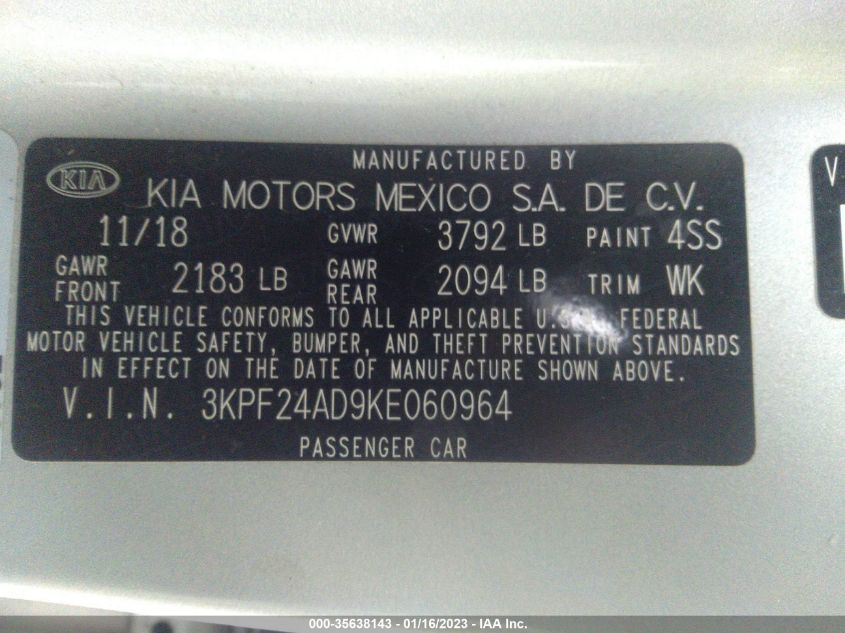 MANUFACTURED BY
KIA KIA MOTORS MEXICO S.A. DE C.V.
11/18 GVWR 3792 LB PAINT 4SS
GAWR FRONT 2183 LB GAWR REAR 2094 LB TRIM WK
THIS VEHICLE CONFORMS TO ALL APPLICABLE FEDERAL
MOTOR VEHICLE SAFETY, BUMPER, AND THEFT PREVENTION STANDARDS
IN EFFECT ON THE DATE OF MANUFACTURE SHOWN ABOVE.
V.I.N. 3KPF24AD9KE060964
PASSENGER CAR
V
000-35638143 - 01/16/2023 - IAA Inc.